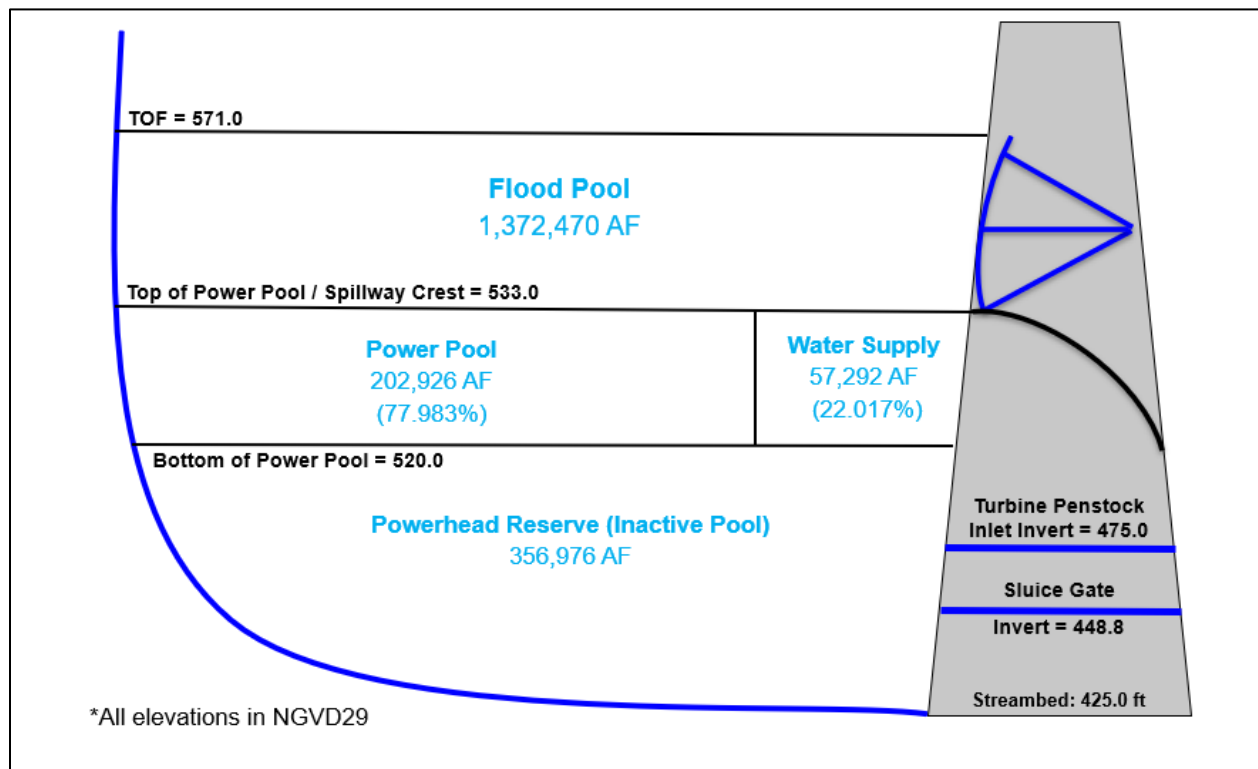 TOF = 571.0
Flood Pool
1,372,470 AF
Top of Power Pool / Spillway Crest = 533.0
Power Pool
202,926 AF
(77.983%)
Water Supply
57,292 AF
(22.017%)
Bottom of Power Pool = 520.0
Powerhead Reserve (Inactive Pool)
356,976 AF
Turbine Penstock
Inlet Invert = 475.0
Sluice Gate
Invert = 448.8
Streambed: 425.0 ft
*All elevations in NGVD29